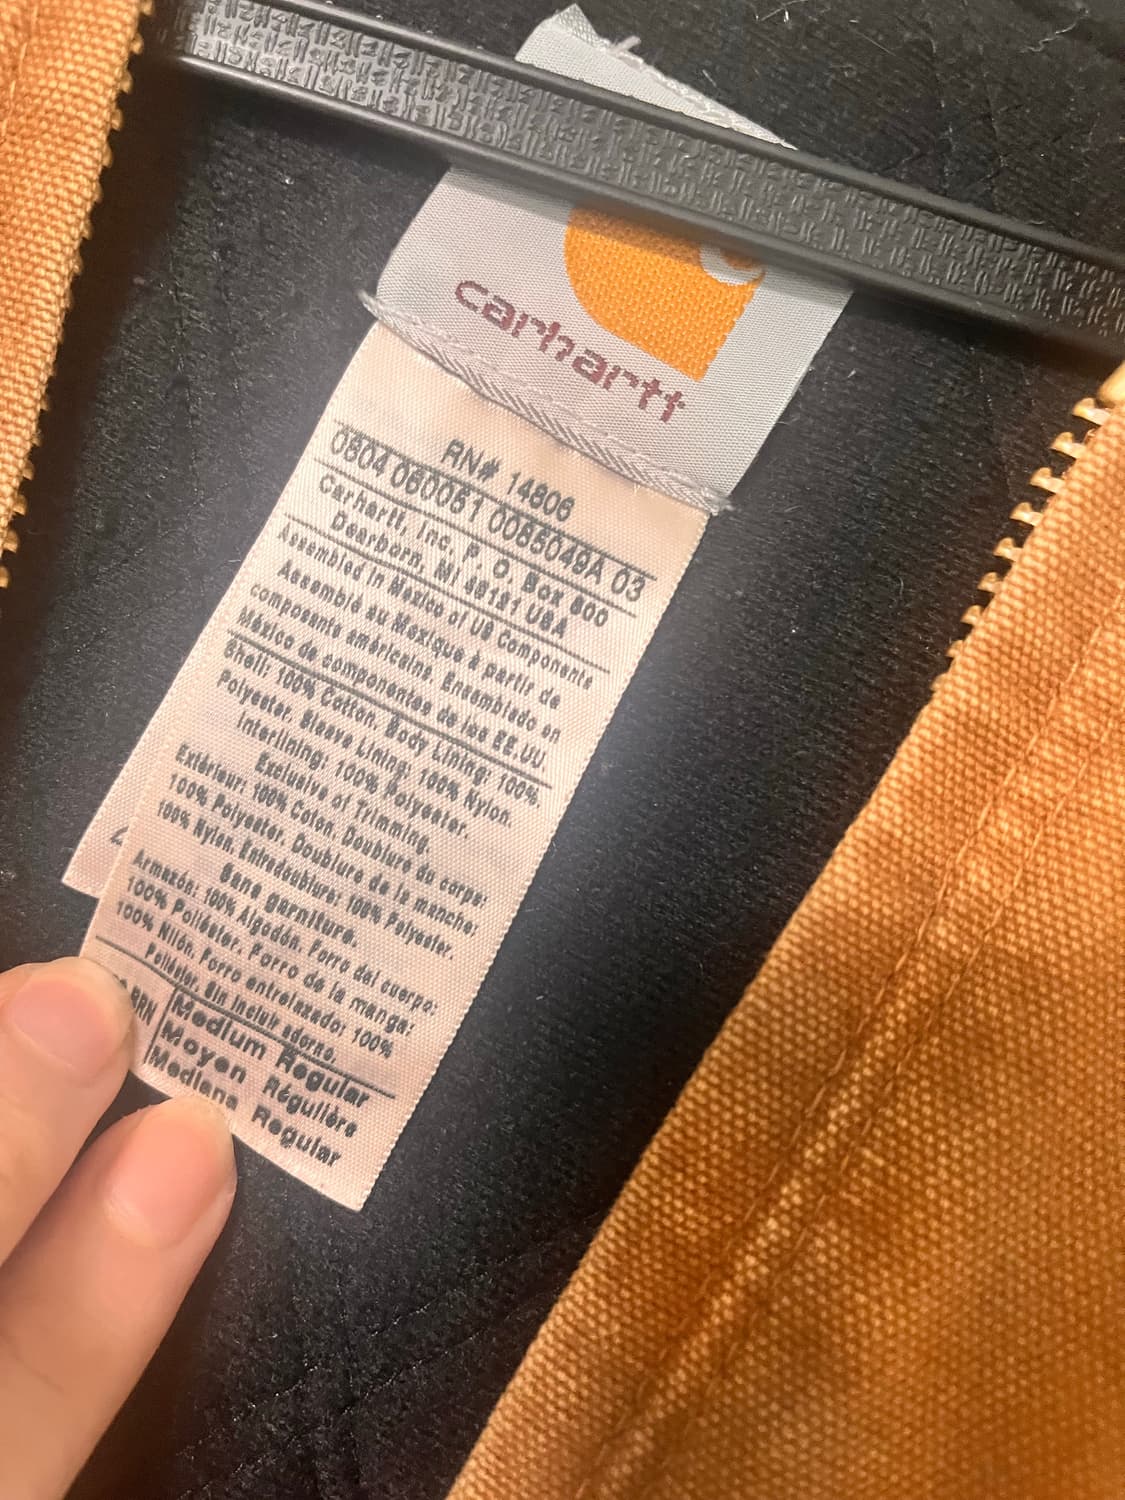 carhartt
RN# 14806
0804 060051 0085049A 03
Carhartt, Inc. P. O. Box 600
Dearborn, MI 48121 USA
Assembled in Mexico of US Components
Assemblé au Mexique à partir de
composants américains. Ensamblado en
México de componentes de los EE.UU.
Shell: 100% Cotton. Body Lining: 100%
Polyester. Sleeve Lining: 100% Nylon.
Interlining: 100% Polyester.
Exclusive of Trimming.
Extérieur: 100% Coton. Doublure du corps:
100% Polyester. Doublure de la manche:
100% Nylon. Entredoublure: 100% Polyester.
Sans garniture.
Armazón: 100% Algodón. Forro del cuerpo:
100% Poliéster. Forro de la manga:
100% Nilón. Forro entrelazado: 100%
Poliéster. Sin incluir adorno.
BRN
Medium Regular
Moyen Régulière
Mediana Regular